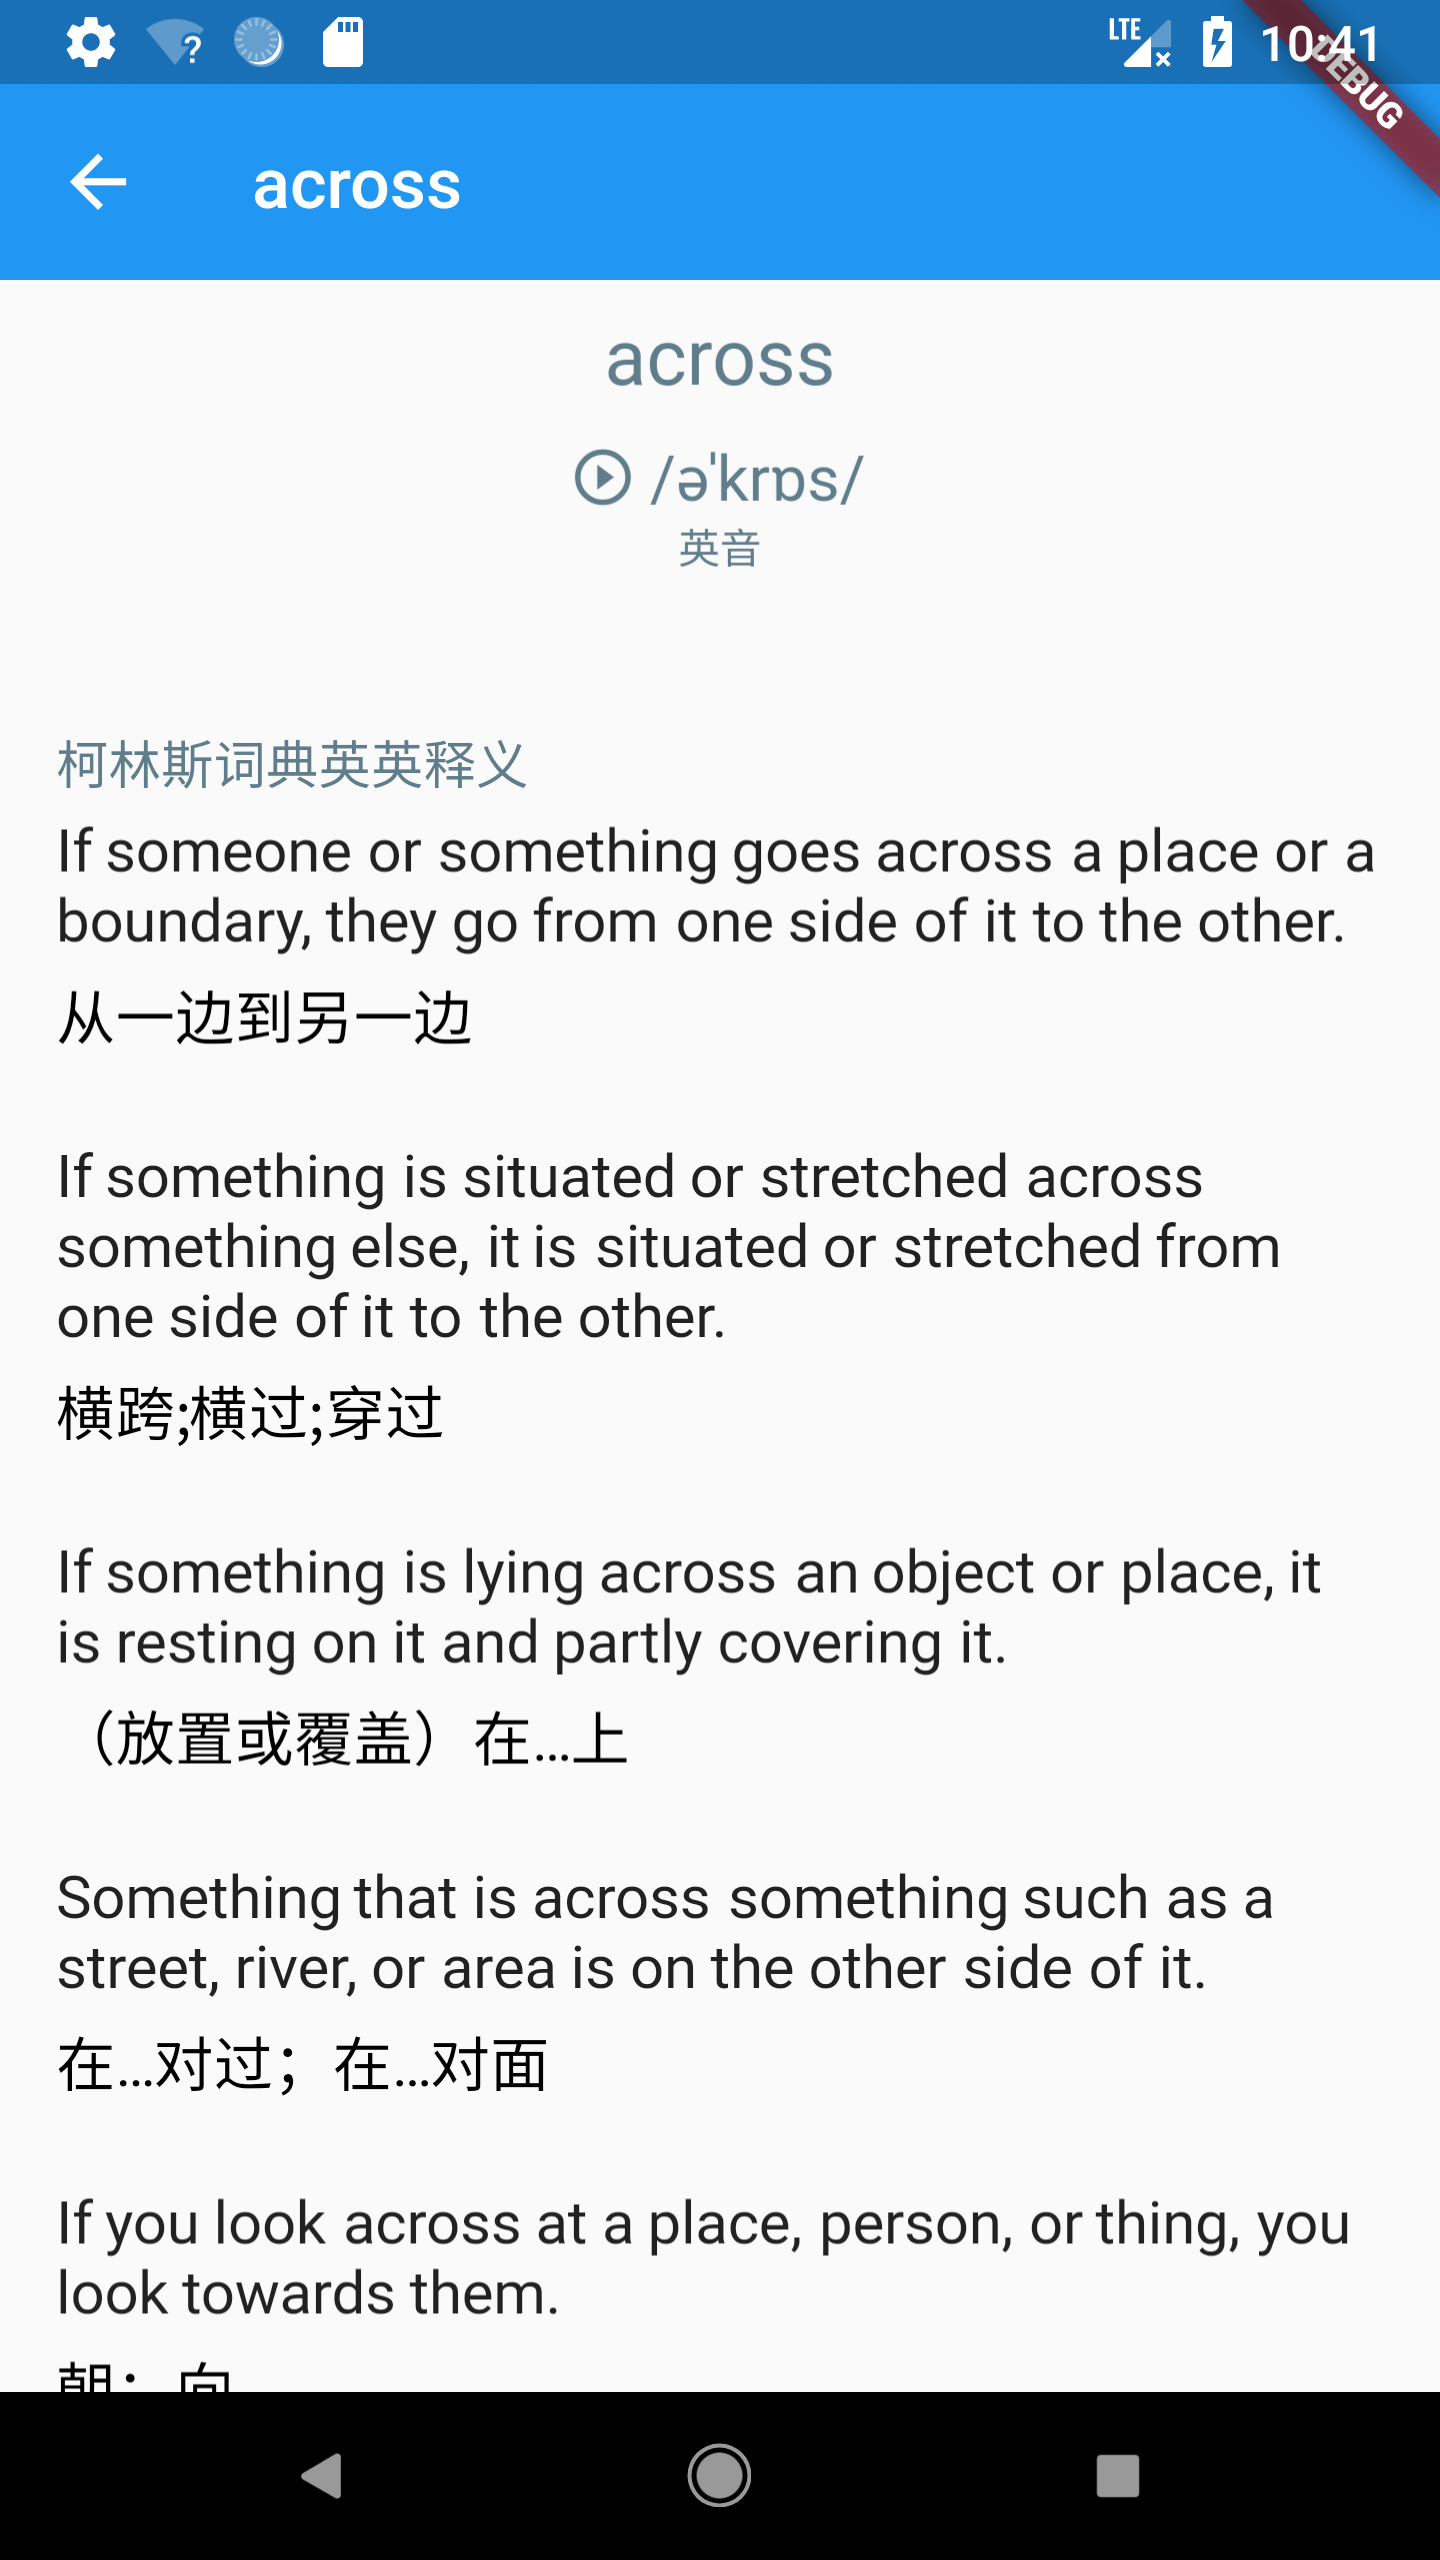 LTE
10:41
DEBUG
across
across
/ə'krɒs/
英音
柯林斯词典英英释义
If someone or something goes across a place or a
boundary, they go from one side of it to the other.
从一边到另一边
If something is situated or stretched across
something else, it is situated or stretched from
one side of it to the other.
横跨;横过;穿过
If something is lying across an object or place, it
is resting on it and partly covering it.
（放置或覆盖）在…上
Something that is across something such as a
street, river, or area is on the other side of it.
在…对过；在…对面
If you look across at a place, person, or thing, you
look towards them.
朝；向